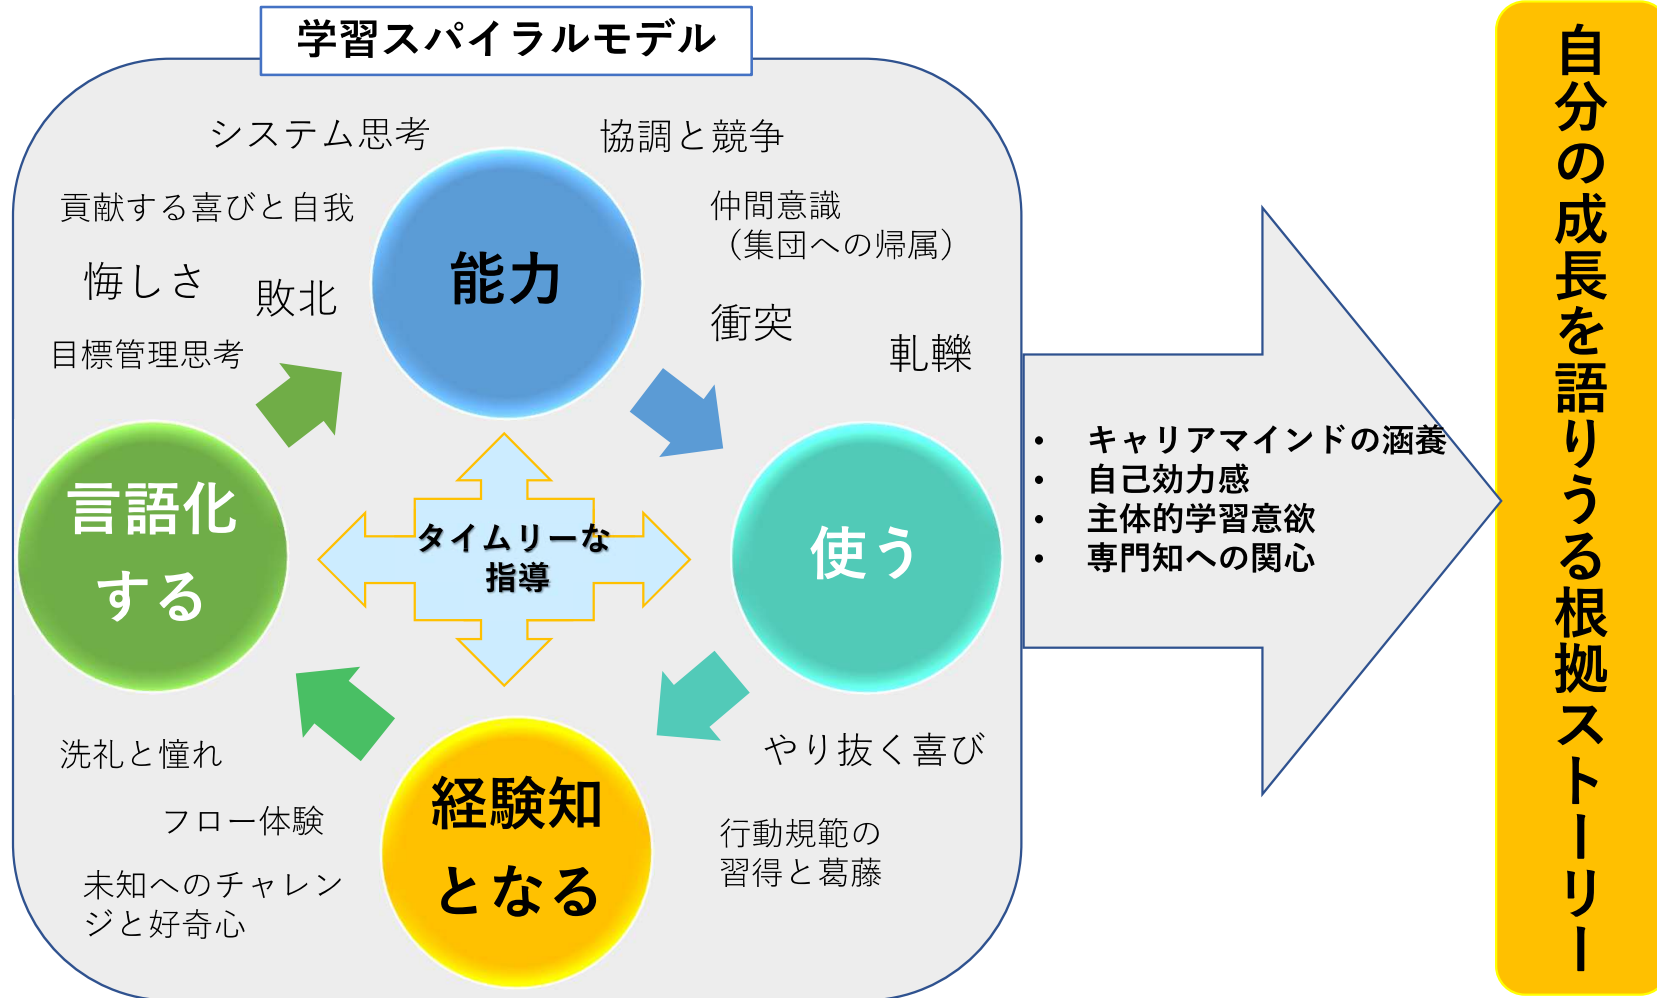 学習スパイラルモデル
システム思考
協調と競争
貢献する喜びと自我
仲間意識
（集団への帰属）
悔しさ
敗北
能力
衝突
軋轢
目標管理思考
言語化
する
タイムリーな
指導
使う
洗礼と憧れ
やり抜く喜び
フロー体験
経験知
となる
行動規範の
習得と葛藤
未知へのチャレン
ジと好奇心
• キャリアマインドの涵養
• 自己効力感
• 主体的学習意欲
• 専門知への関心
自分の成長を語りうる根拠ストーリー